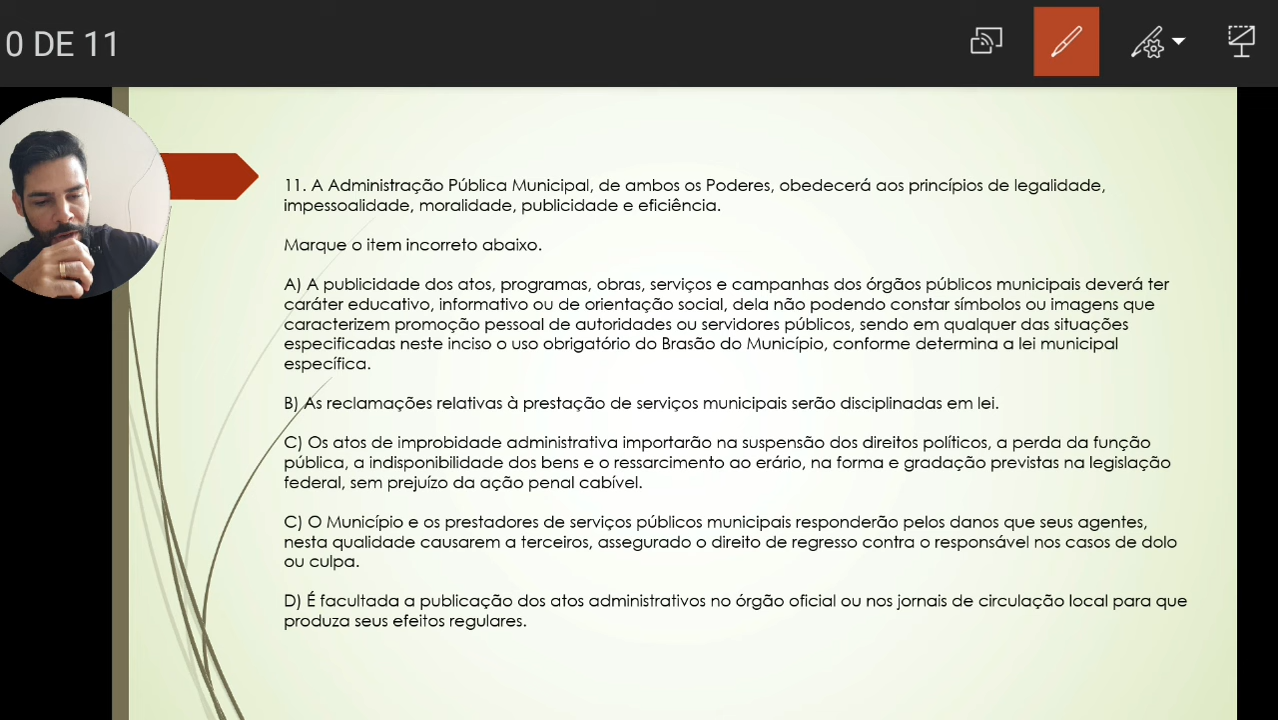 0 DE 11
11. A Administração Pública Municipal, de ambos os Poderes, obedecerá aos princípios de legalidade,
impessoalidade, moralidade, publicidade e eficiência.
Marque o item incorreto abaixo.
A) A publicidade dos atos, programas, obras, serviços e campanhas dos órgãos públicos municipais deverá ter
caráter educativo, informativo ou de orientação social, dela não podendo constar símbolos ou imagens que
caracterizem promoção pessoal de autoridades ou servidores públicos, sendo em qualquer das situações
especificadas neste inciso o uso obrigatório do Brasão do Município, conforme determina a lei municipal
específica.
B) As reclamações relativas à prestação de serviços municipais serão disciplinadas em lei.
C) Os atos de improbidade administrativa importarão na suspensão dos direitos políticos, a perda da função
pública, a indisponibilidade dos bens e o ressarcimento ao erário, na forma e gradação previstas na legislação
federal, sem prejuízo da ação penal cabível.
C) O Município e os prestadores de serviços públicos municipais responderão pelos danos que seus agentes,
nesta qualidade causarem a terceiros, assegurado o direito de regresso contra o responsável nos casos de dolo
ou culpa.
D) É facultada a publicação dos atos administrativos no órgão oficial ou nos jornais de circulação local para que
produza seus efeitos regulares.